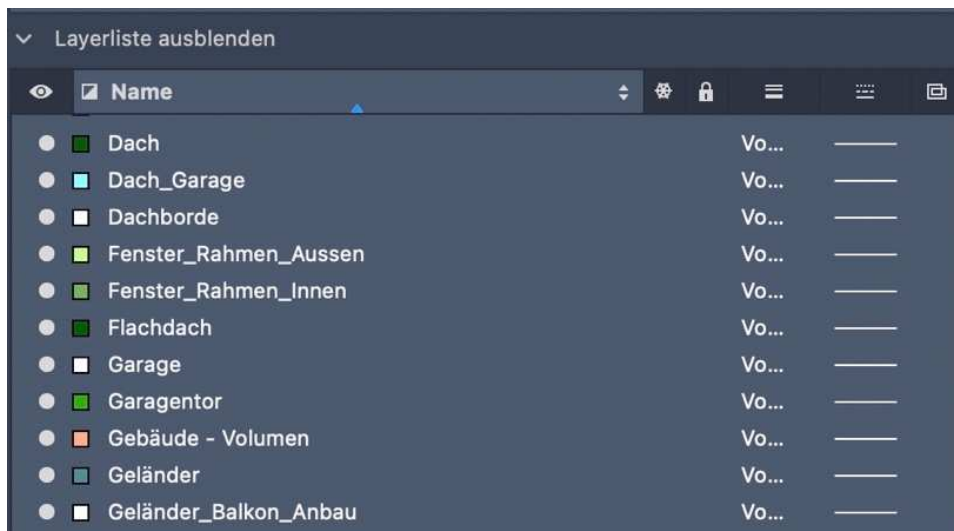 Layerliste ausblenden
Name
Dach Vo...
Dach_Garage Vo...
Dachborde Vo...
Fenster_Rahmen_Aussen Vo...
Fenster_Rahmen_Innen Vo...
Flachdach Vo...
Garage Vo...
Garagentor Vo...
Gebäude - Volumen Vo...
Geländer Vo...
Geländer_Balkon_Anbau Vo...